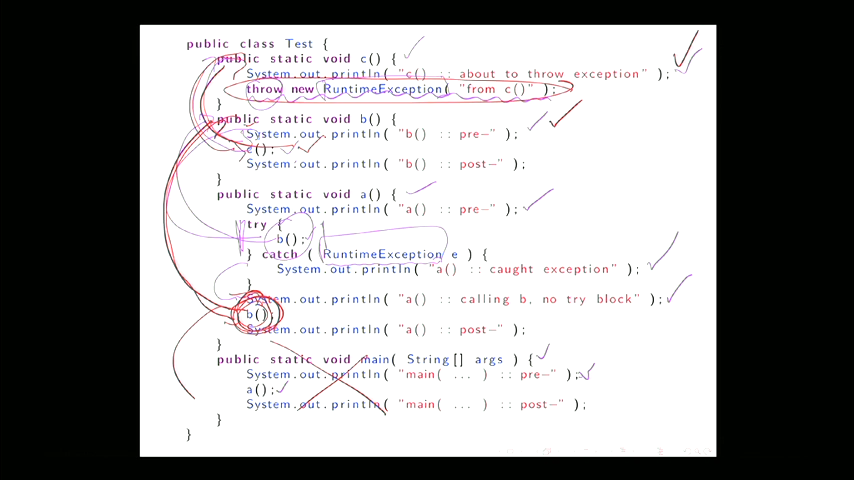 public class Test {
public static void c() {
System.out.println( "c() :: about to throw exception" );
throw new RuntimeException( "from c()" );
}
public static void b() {
System.out.println( "b() :: pre−" );
c();
System.out.println( "b() :: post−" );
}
public static void a() {
System.out.println( "a() :: pre−" );
try {
b();
} catch ( RuntimeException e ) {
System.out.println( "a() :: caught exception" );
}
System.out.println( "a() :: calling b, no try block" );
b();
System.out.println( "a() :: post−" );
}
public static void main( String[] args ) {
System.out.println( "main( ... ) :: pre−" );
a();
System.out.println( "main( ... ) :: post−" );
}
}